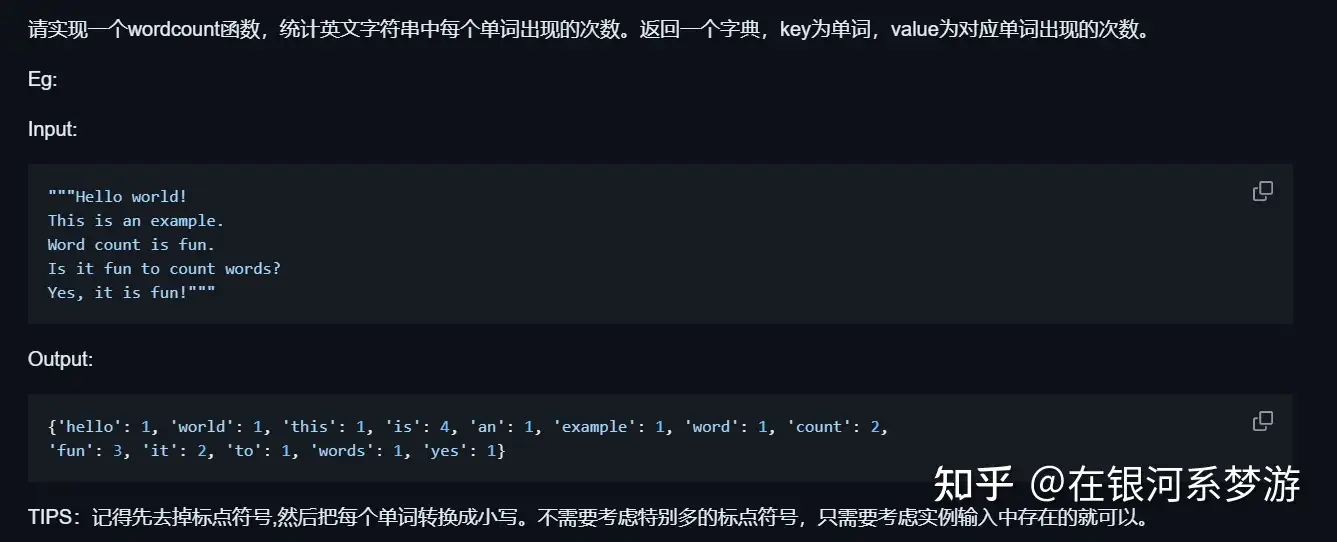 请实现一个wordcount函数，统计英文字符串中每个单词出现的次数。返回一个字典，key为单词，value为对应单词出现的次数。
Eg:
Input:
"""Hello world!
This is an example.
Word count is fun.
Is it fun to count words?
Yes, it is fun!"""
Output:
{'hello': 1, 'world': 1, 'this': 1, 'is': 4, 'an': 1, 'example': 1, 'word': 1, 'count': 2,
'fun': 3, 'it': 2, 'to': 1, 'words': 1, 'yes': 1}
知乎 @在银河系梦游
TIPS：记得先去掉标点符号,然后把每个单词转换成小写。不需要考虑特别多的标点符号，只需要考虑实例输入中存在的就可以。